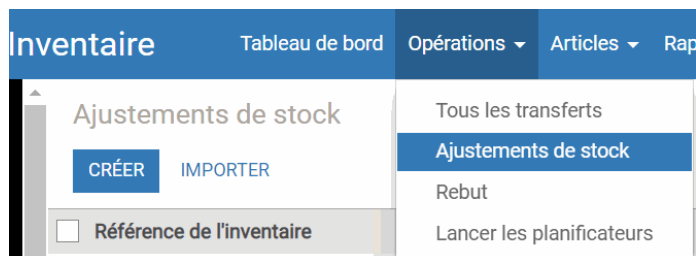 Inventaire Tableau de bord Opérations Articles
Ajustements de stock
CRÉER IMPORTER
Référence de l'inventaire
Tous les transferts
Ajustements de stock
Rebut
Lancer les planificateurs